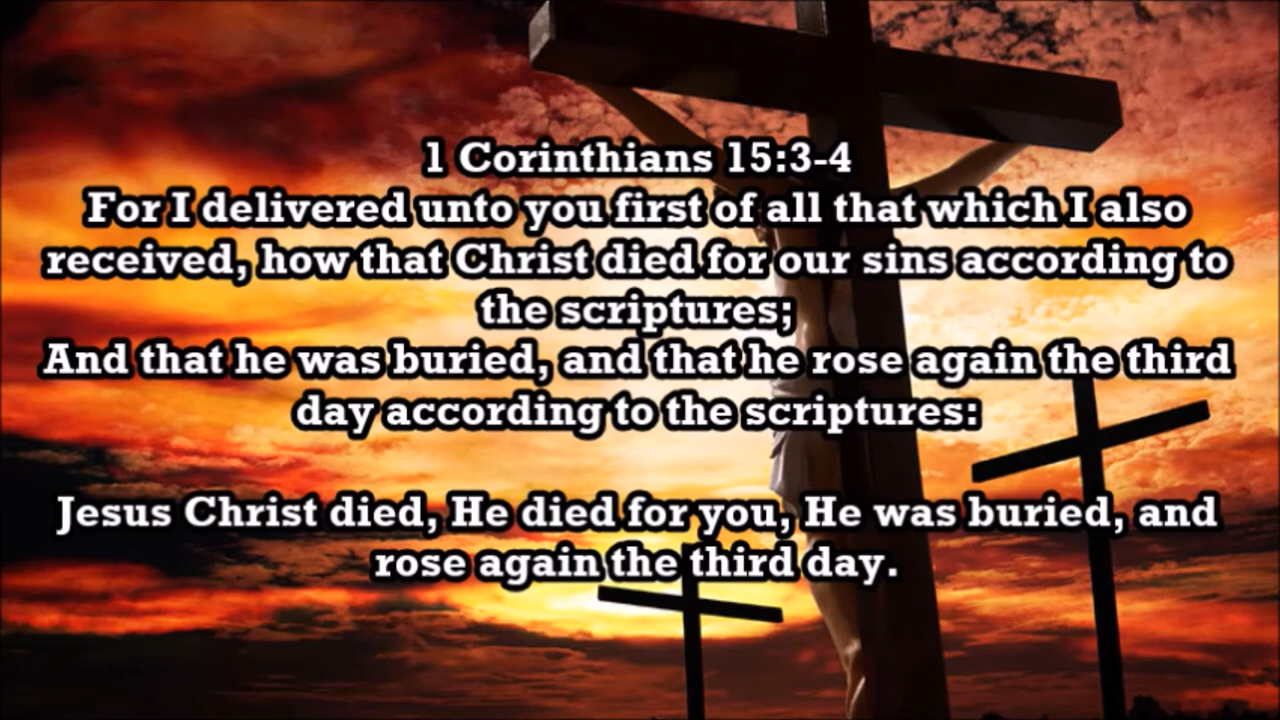 1 Corinthians 15:3-4
For I delivered unto you first of all that which I also
received, how that Christ died for our sins according to
the scriptures;
And that he was buried, and that he rose again the third
day according to the scriptures:
Jesus Christ died, He died for you, He was buried, and
rose again the third day.